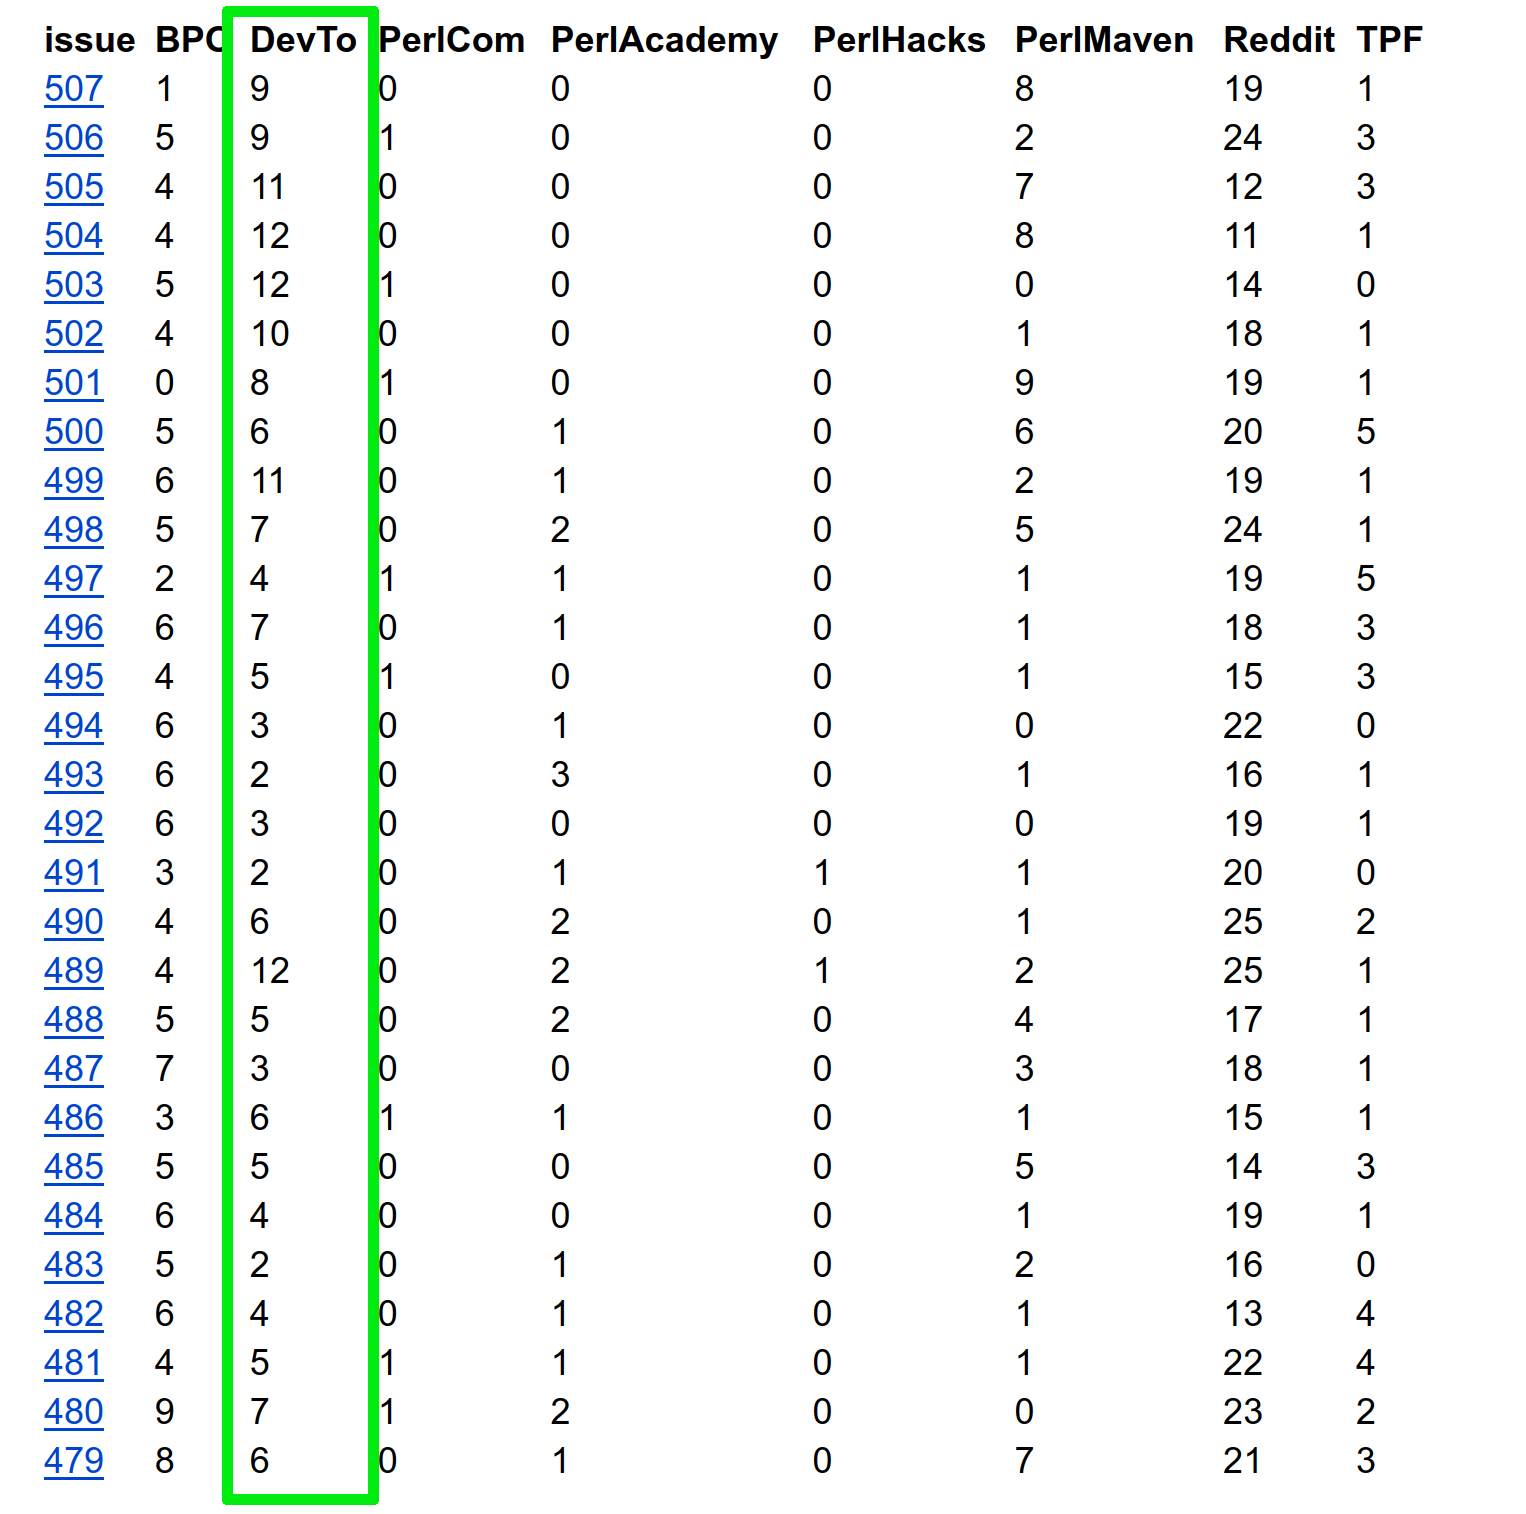 issue BPC DevTo PerlCom PerlAcademy PerlHacks PerlMaven Reddit TPF
507 1 9 0 0 0 8 19 1
506 5 9 1 0 0 2 24 3
505 4 11 0 0 0 7 12 3
504 4 12 0 0 0 8 11 1
503 5 12 1 0 0 0 14 0
502 4 10 0 0 0 1 18 1
501 0 8 1 0 0 9 19 1
500 5 6 0 1 0 6 20 5
499 6 11 0 1 0 2 19 1
498 5 7 0 2 0 5 24 1
497 2 4 1 1 0 1 19 5
496 6 7 0 1 0 1 18 3
495 4 5 1 0 0 1 15 3
494 6 3 0 1 0 0 22 0
493 6 2 0 3 0 1 16 1
492 6 3 0 0 0 0 19 1
491 3 2 0 1 1 1 20 0
490 4 6 0 2 0 1 25 2
489 4 12 0 2 1 2 25 1
488 5 5 0 2 0 4 17 1
487 7 3 0 0 0 3 18 1
486 3 6 1 1 0 1 15 1
485 5 5 0 0 0 5 14 3
484 6 4 0 0 0 1 19 1
483 5 2 0 1 0 2 16 0
482 6 4 0 1 0 1 13 4
481 4 5 1 1 0 1 22 4
480 9 7 1 2 0 0 23 2
479 8 6 0 1 0 7 21 3